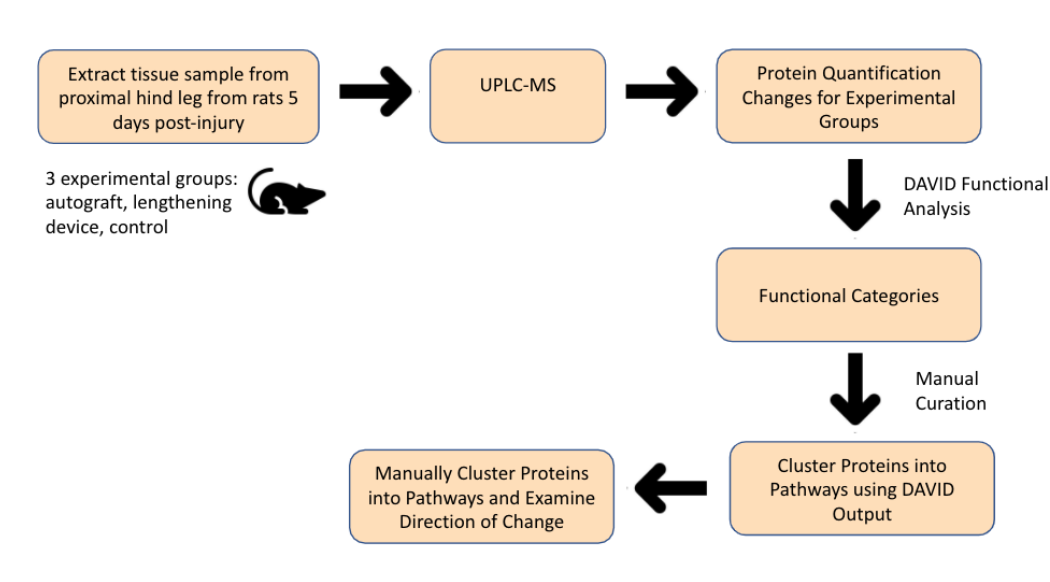 Extract tissue sample from
proximal hind leg from rats 5
days post-injury
UPLC-MS
Protein Quantification
Changes for Experimental
Groups
3 experimental groups:
autograft, lengthening
device, control
DAVID Functional
Analysis
Functional Categories
Manual
Curation
Cluster Proteins into
Pathways using DAVID
Output
Manually Cluster Proteins
into Pathways and Examine
Direction of Change